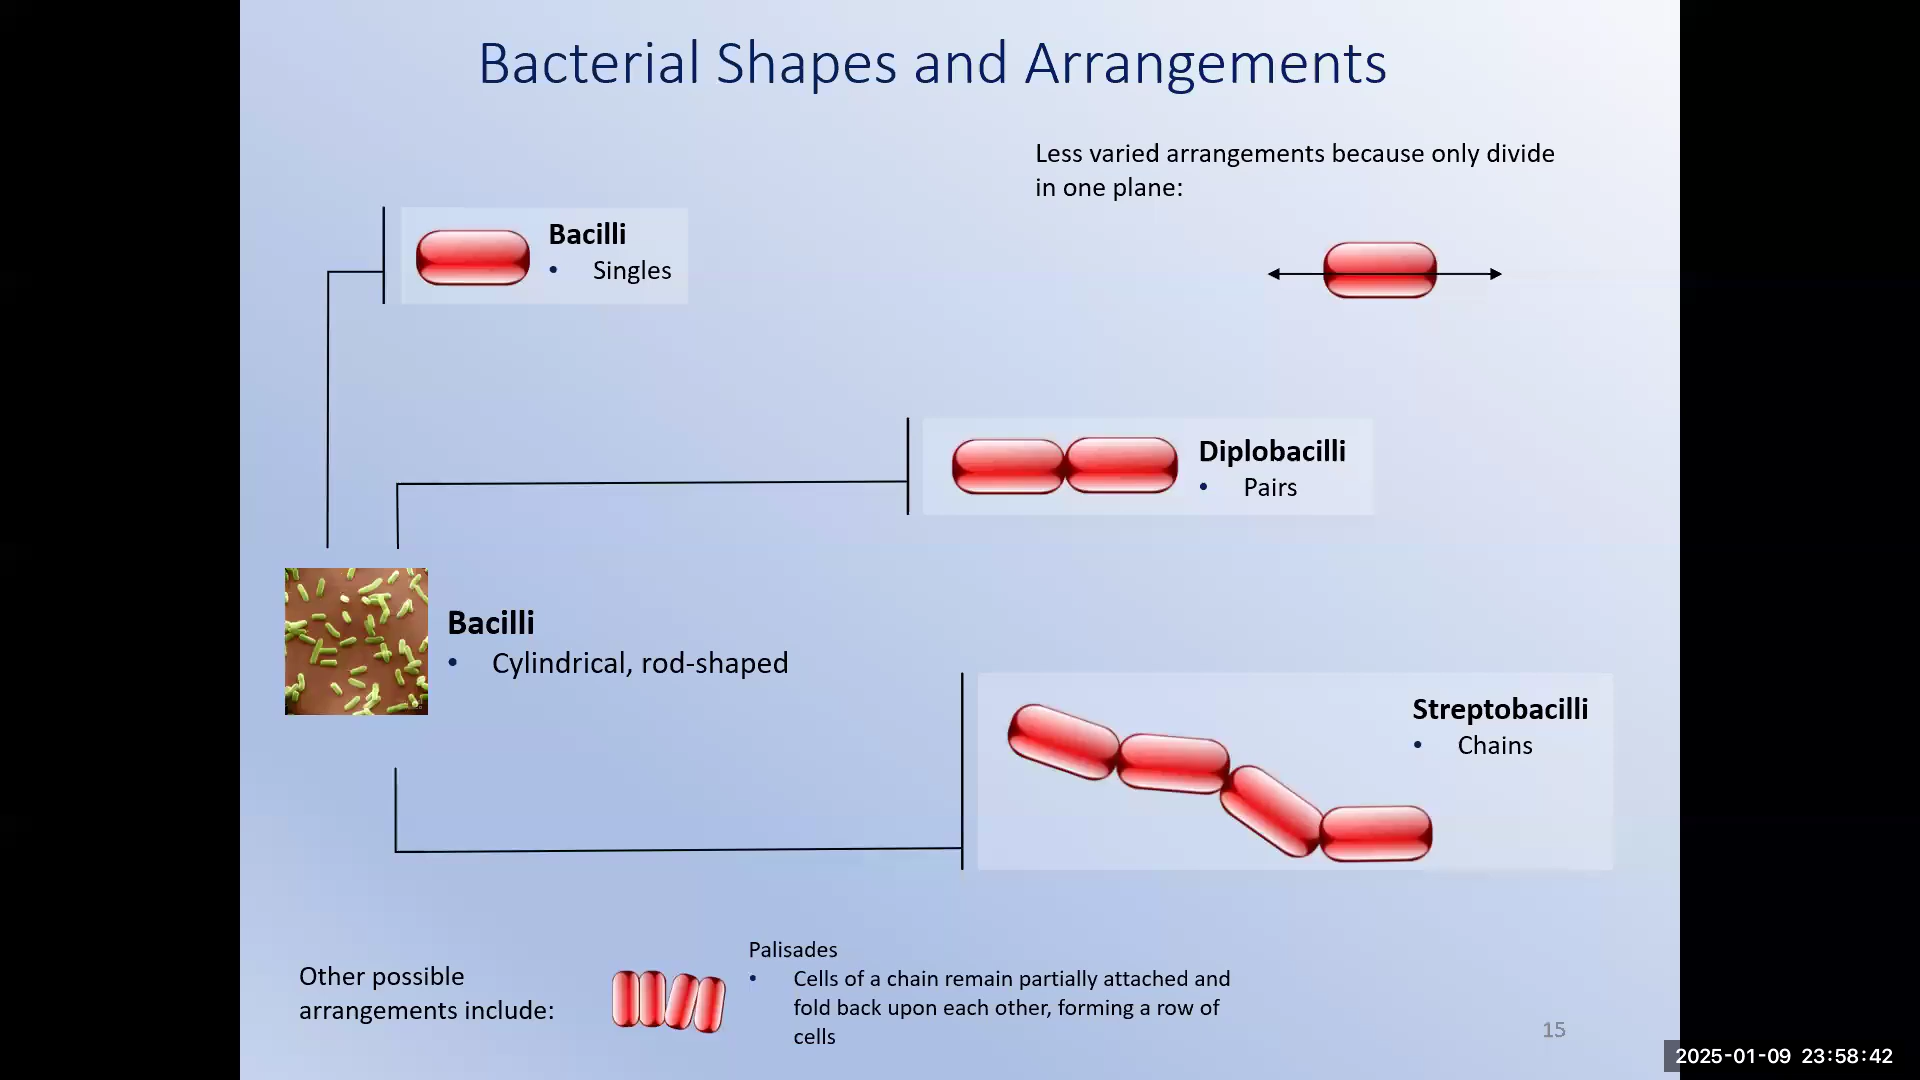 Bacterial Shapes and Arrangements
Less varied arrangements because only divide
in one plane:
Bacilli
• Singles
Diplobacilli
• Pairs
Bacilli
• Cylindrical, rod-shaped
Streptobacilli
• Chains
Other possible
arrangements include:
Palisades
• Cells of a chain remain partially attached and
fold back upon each other, forming a row of
cells
15
2025-01-09 23:58:42